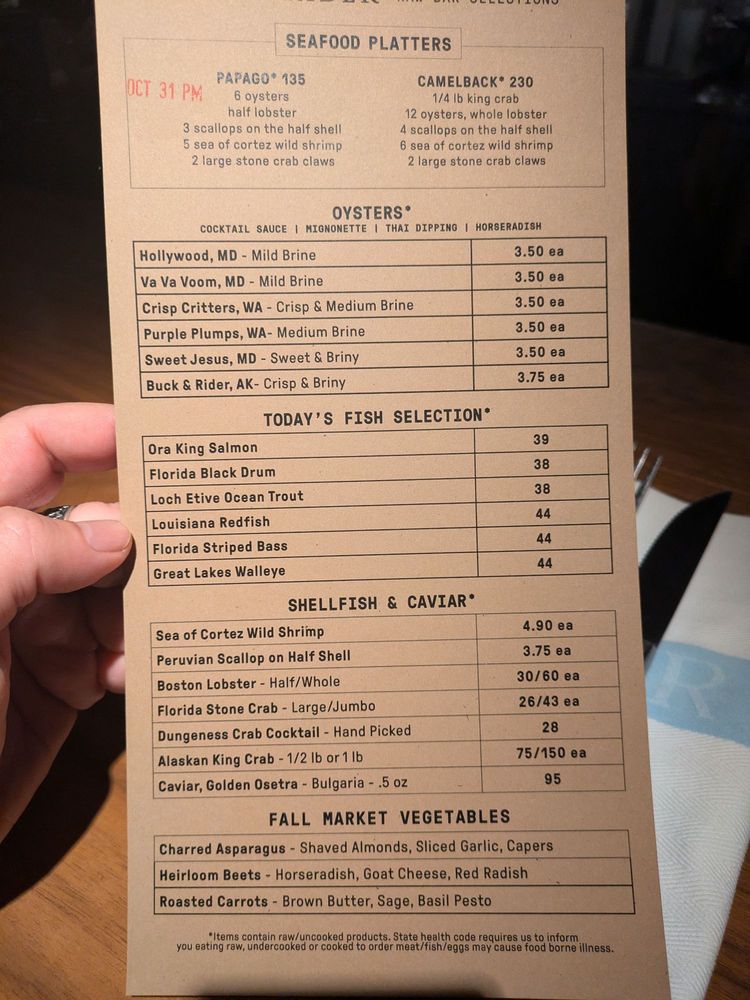 RAW BAR SELECTIONS
SEAFOOD PLATTERS
OCT 31 PM
PAPAGO* 135
6 oysters
half lobster
3 scallops on the half shell
5 sea of cortez wild shrimp
2 large stone crab claws
CAMELBACK* 230
1/4 lb king crab
12 oysters, whole lobster
4 scallops on the half shell
6 sea of cortez wild shrimp
2 large stone crab claws
OYSTERS*
COCKTAIL SAUCE | MIGNONETTE | THAI DIPPING | HORSERADISH
Hollywood, MD - Mild Brine 3.50 ea
Va Va Voom, MD - Mild Brine 3.50 ea
Crisp Critters, WA - Crisp & Medium Brine 3.50 ea
Purple Plumps, WA- Medium Brine 3.50 ea
Sweet Jesus, MD - Sweet & Briny 3.50 ea
Buck & Rider, AK- Crisp & Briny 3.75 ea
TODAY'S FISH SELECTION*
Ora King Salmon 39
Florida Black Drum 38
Loch Etive Ocean Trout 38
Louisiana Redfish 44
Florida Striped Bass 44
Great Lakes Walleye 44
SHELLFISH & CAVIAR*
Sea of Cortez Wild Shrimp 4.90 ea
Peruvian Scallop on Half Shell 3.75 ea
Boston Lobster - Half/Whole 30/60 ea
Florida Stone Crab - Large/Jumbo 26/43 ea
Dungeness Crab Cocktail - Hand Picked 28
Alaskan King Crab - 1/2 lb or 1 lb 75/150 ea
Caviar, Golden Osetra - Bulgaria - .5 oz 95
FALL MARKET VEGETABLES
Charred Asparagus - Shaved Almonds, Sliced Garlic, Capers
Heirloom Beets - Horseradish, Goat Cheese, Red Radish
Roasted Carrots - Brown Butter, Sage, Basil Pesto
*Items contain raw/uncooked products. State health code requires us to inform
you eating raw, undercooked or cooked to order meat/fish/eggs may cause food borne illness.
R